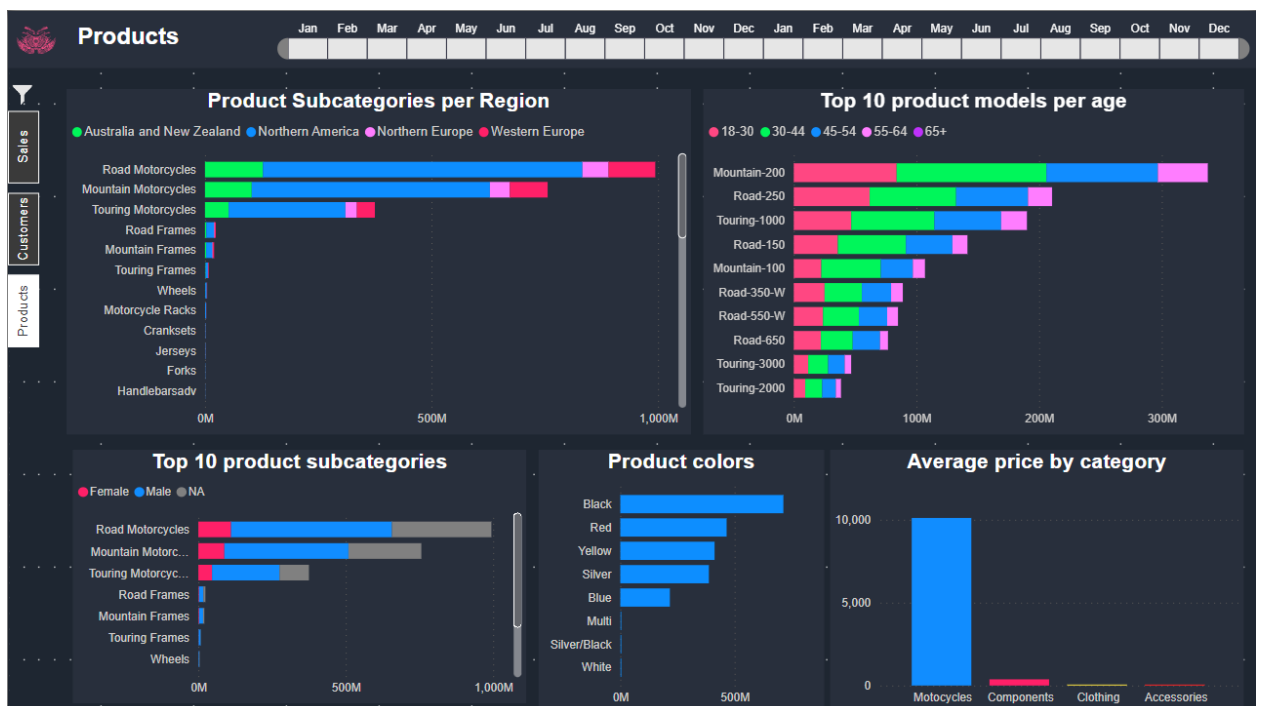 Products
Jan Feb Mar Apr May Jun Jul Aug Sep Oct Nov Dec Jan Feb Mar Apr May Jun Jul Aug Sep Oct Nov Dec
Sales
Customers
Products
Product Subcategories per Region
Australia and New Zealand Northern America Northern Europe Western Europe
Road Motorcycles
Mountain Motorcycles
Touring Motorcycles
Road Frames
Mountain Frames
Touring Frames
Wheels
Motorcycle Racks
Cranksets
Jerseys
Forks
Handlebarsadv
0M 500M 1,000M
Top 10 product models per age
18-30 30-44 45-54 55-64 65+
Mountain-200
Road-250
Touring-1000
Road-150
Mountain-100
Road-350-W
Road-550-W
Road-650
Touring-3000
Touring-2000
0M 100M 200M 300M
Top 10 product subcategories
Female Male NA
Road Motorcycles
Mountain Motorc...
Touring Motorcyc...
Road Frames
Mountain Frames
Touring Frames
Wheels
0M 500M 1,000M
Product colors
Black
Red
Yellow
Silver
Blue
Multi
Silver/Black
White
0M 500M
Average price by category
10,000
5,000
0
Motocycles Components Clothing Accessories